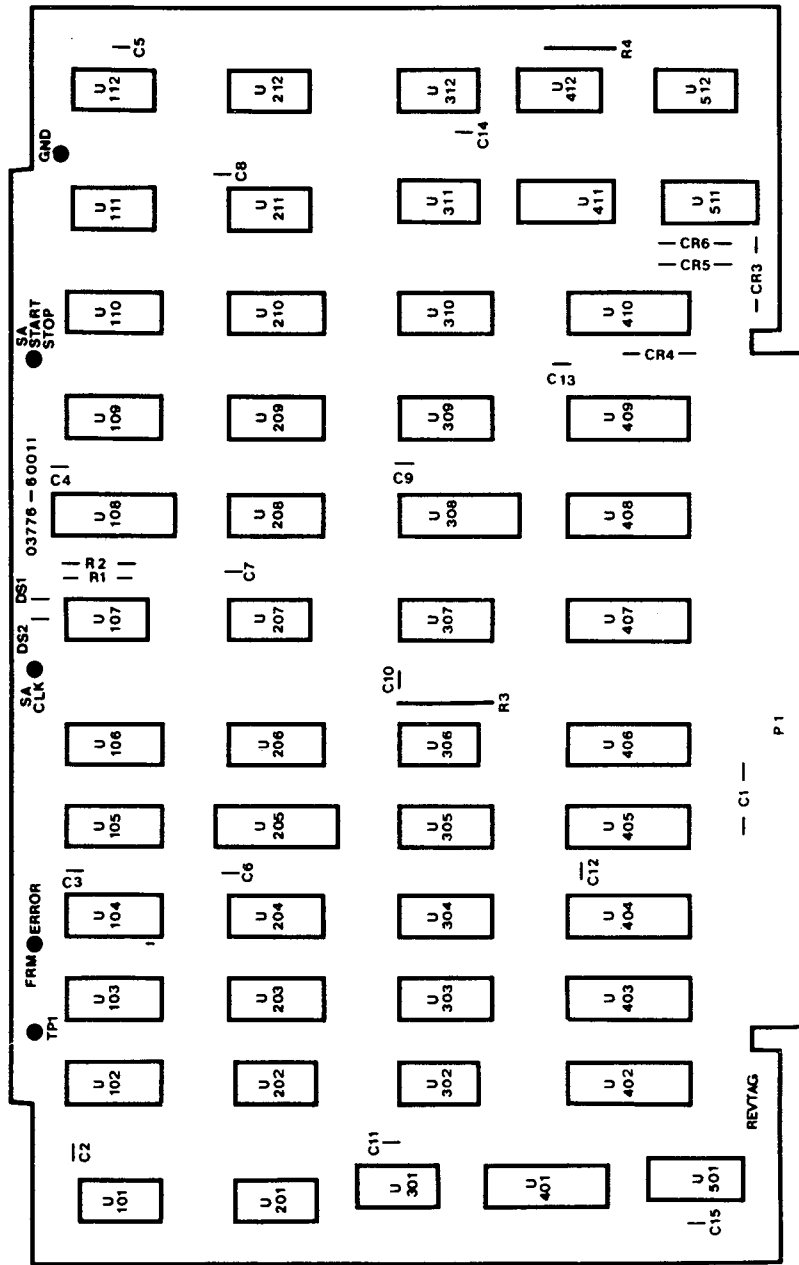 TP1
FRM ERROR
SA
CLK
DS2
DS1
03776-60011
SA
START
STOP
GND
C2
C3
R1
R2
C4
C5
U 101
U 102
U 103
U 104
U 105
U 106
U 107
U 108
U 109
U 110
U 111
U 112
C6
C7
C8
U 201
U 202
U 203
U 204
U 205
U 206
U 207
U 208
U 209
U 210
U 211
U 212
C11
C10
C9
C14
U 301
U 302
U 303
U 304
U 305
U 306
R3
U 307
U 308
U 309
U 310
U 311
U 312
C12
C13
R4
U 401
U 402
U 403
U 404
U 405
U 406
U 407
U 408
U 409
U 410
U 411
U 412
CR4
CR5
CR6
CR3
C15
U 501
U 511
U 512
REVTAG
C1
P1